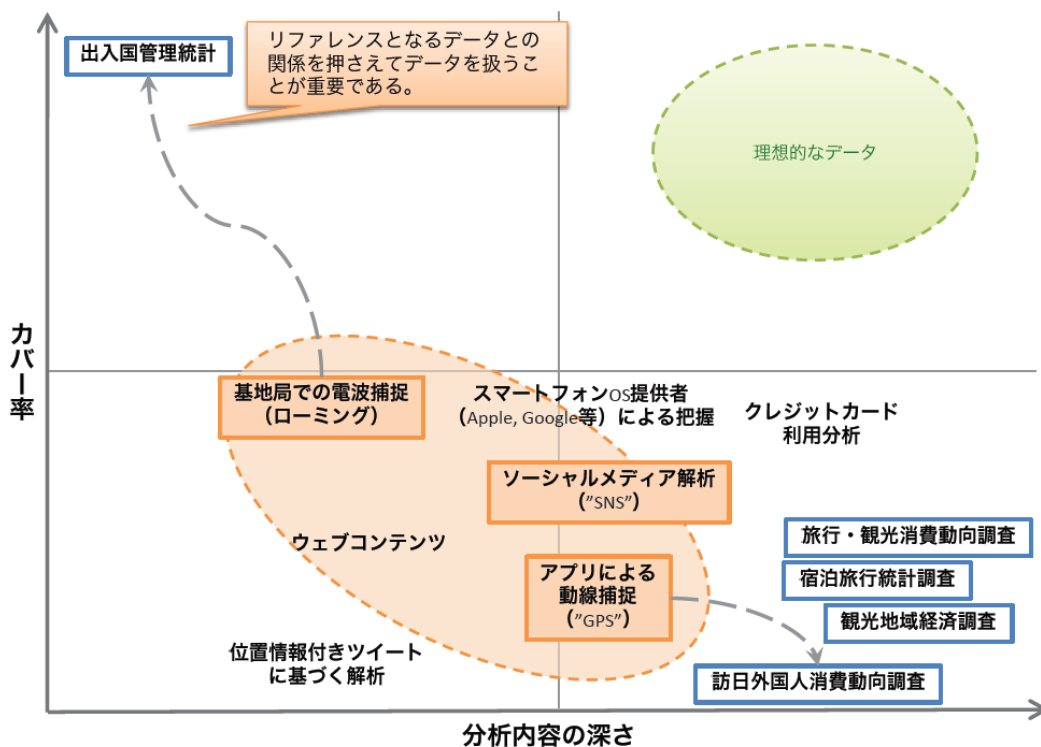 出入国管理統計
リファレンスとなるデータとの
関係を押さえてデータを扱うこ
とが重要である。
理想的なデータ
カバー率
基地局での電波捕捉
（ローミング）
スマートフォンOS提供者
（Apple, Google等）による把握
クレジットカード
利用分析
ソーシャルメディア解析
（”SNS”）
ウェブコンテンツ
旅行・観光消費動向調査
アプリによる
動線捕捉
（”GPS”）
宿泊旅行統計調査
観光地域経済調査
位置情報付きツイート
に基づく解析
訪日外国人消費動向調査
分析内容の深さ